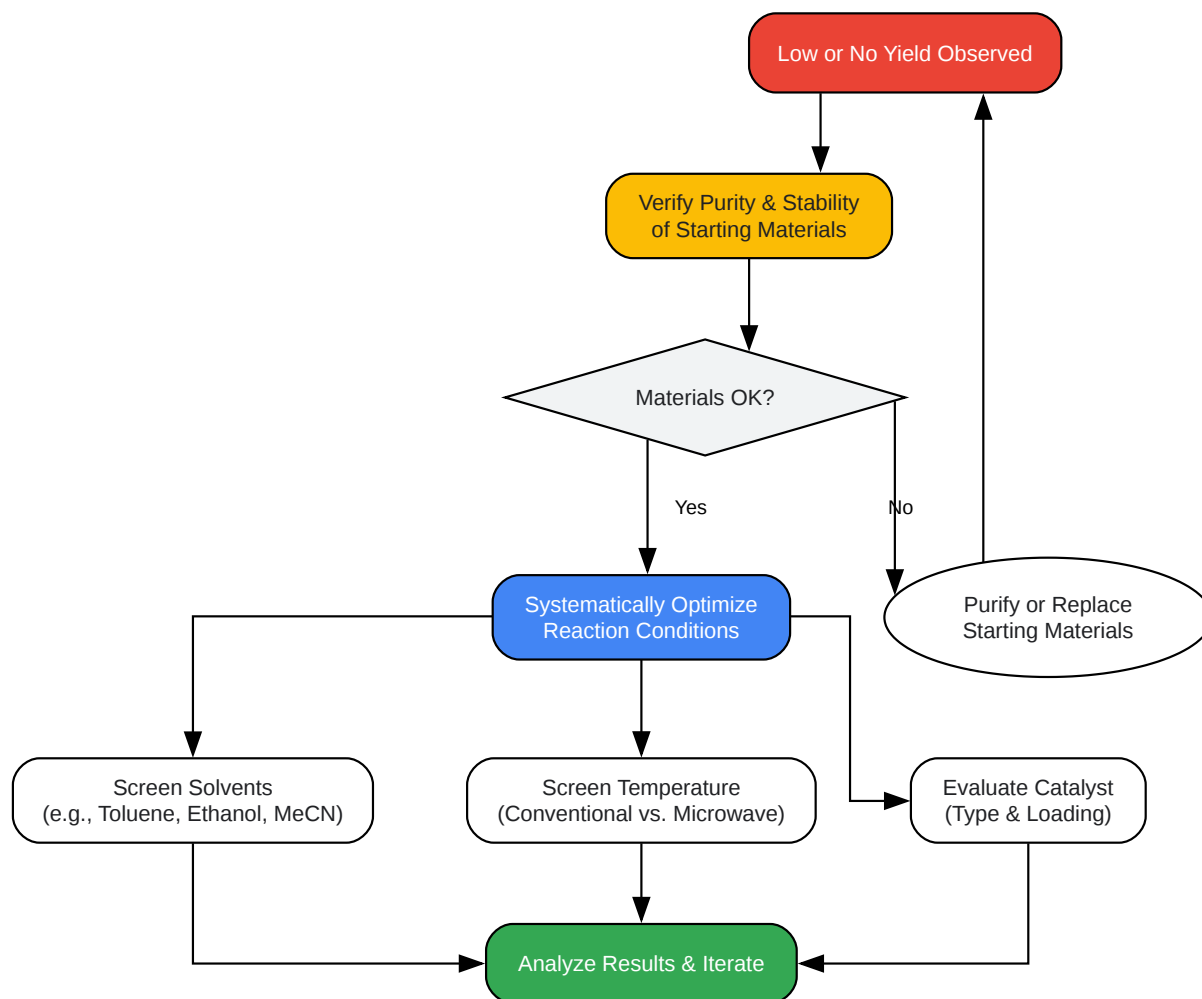 Low or No Yield Observed
Verify Purity & Stability
of Starting Materials
Materials OK?
Yes
No
Systematically Optimize
Reaction Conditions
Purify or Replace
Starting Materials
Screen Solvents
(e.g., Toluene, Ethanol, MeCN)
Screen Temperature
(Conventional vs. Microwave)
Evaluate Catalyst
(Type & Loading)
Analyze Results & Iterate